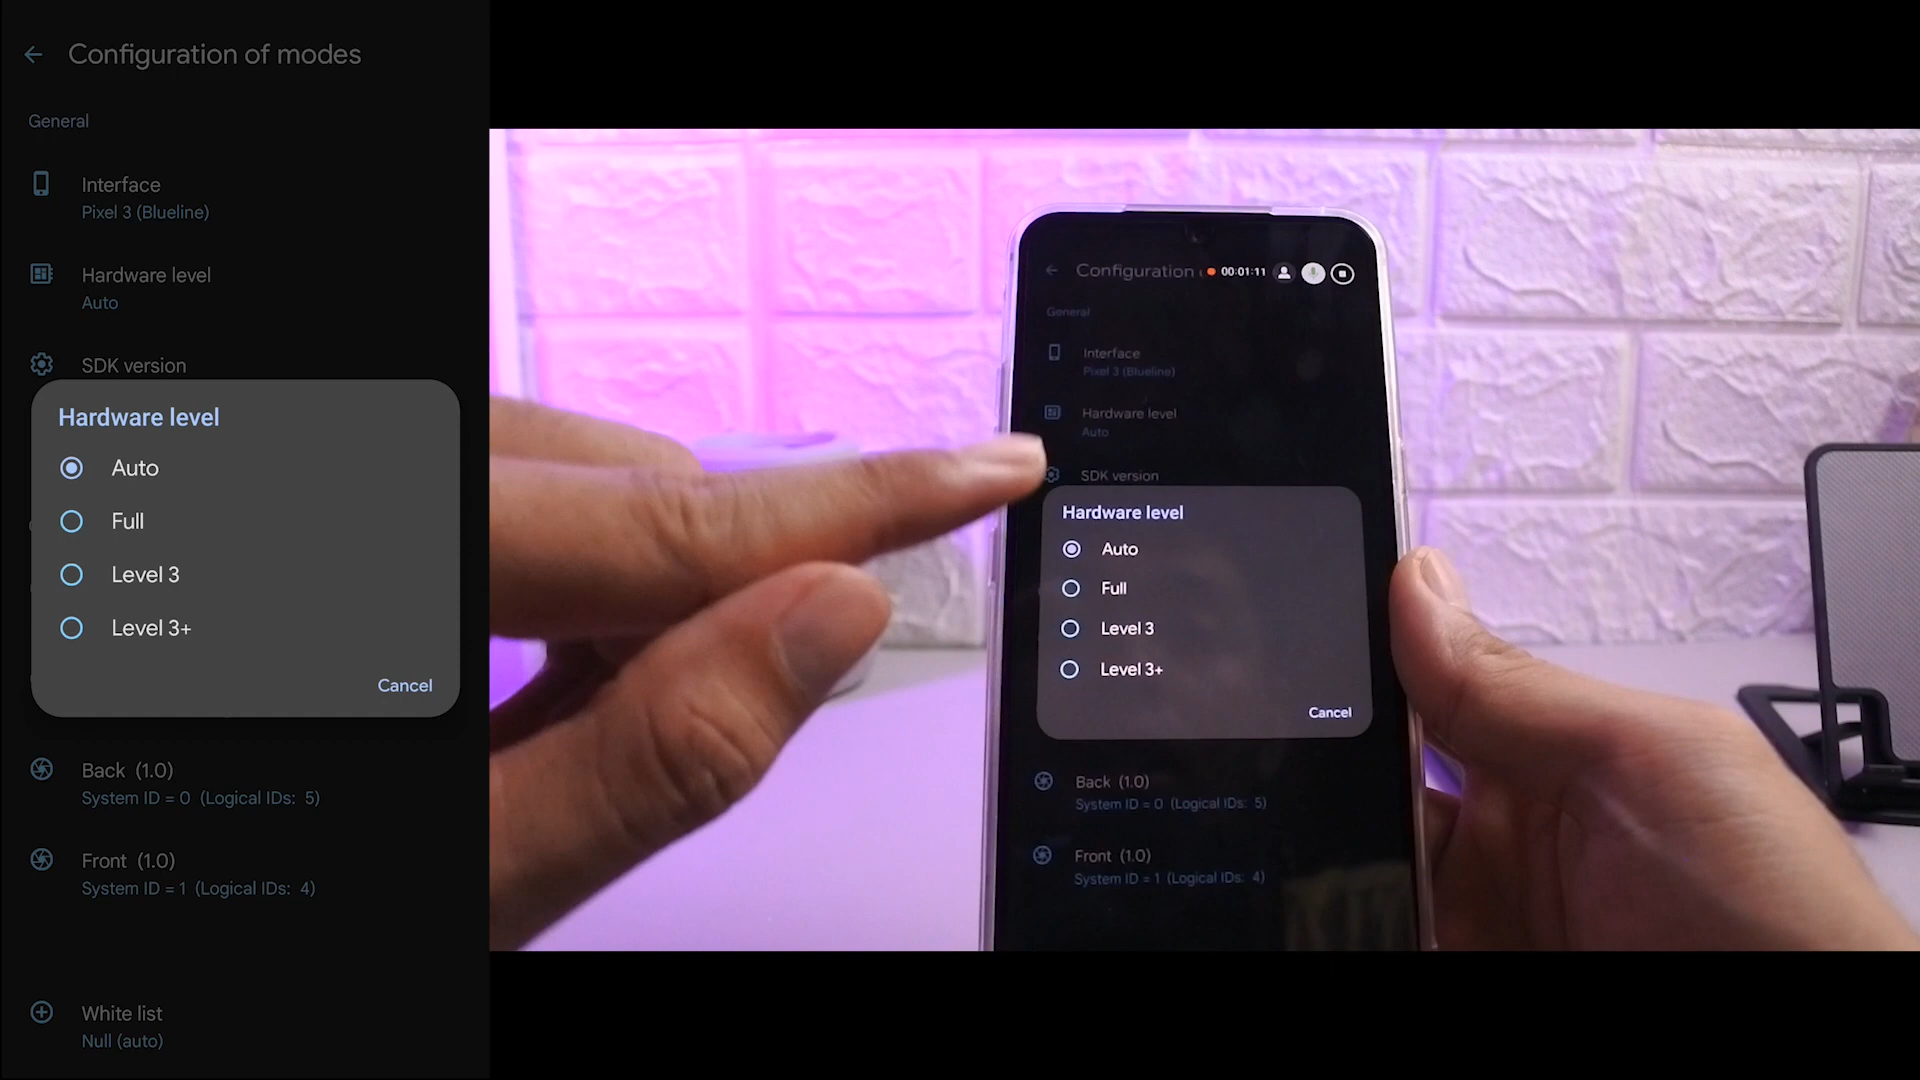 Configuration of modes
General
Interface
Pixel 3 (Blueline)
Hardware level
Auto
SDK version
Hardware level
Auto
Full
Level 3
Level 3+
Cancel
Back (1.0)
System ID = 0 (Logical IDs: 5)
Front (1.0)
System ID = 1 (Logical IDs: 4)
White list
Null (auto)
Configuration
00:01:11
General
Interface
Pixel 3 (Blueline)
Hardware level
Auto
SDK version
Hardware level
Auto
Full
Level 3
Level 3+
Cancel
Back (1.0)
System ID = 0 (Logical IDs: 5)
Front (1.0)
System ID = 1 (Logical IDs: 4)